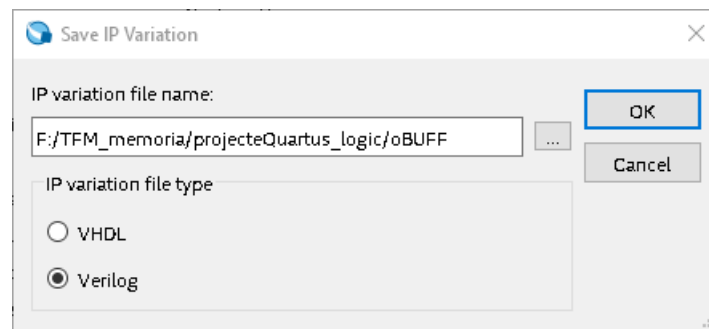 Save IP Variation
IP variation file name:
F:/TFM_memoria/projecteQuartus_logic/oBUFF
...
OK
Cancel
IP variation file type
VHDL
Verilog